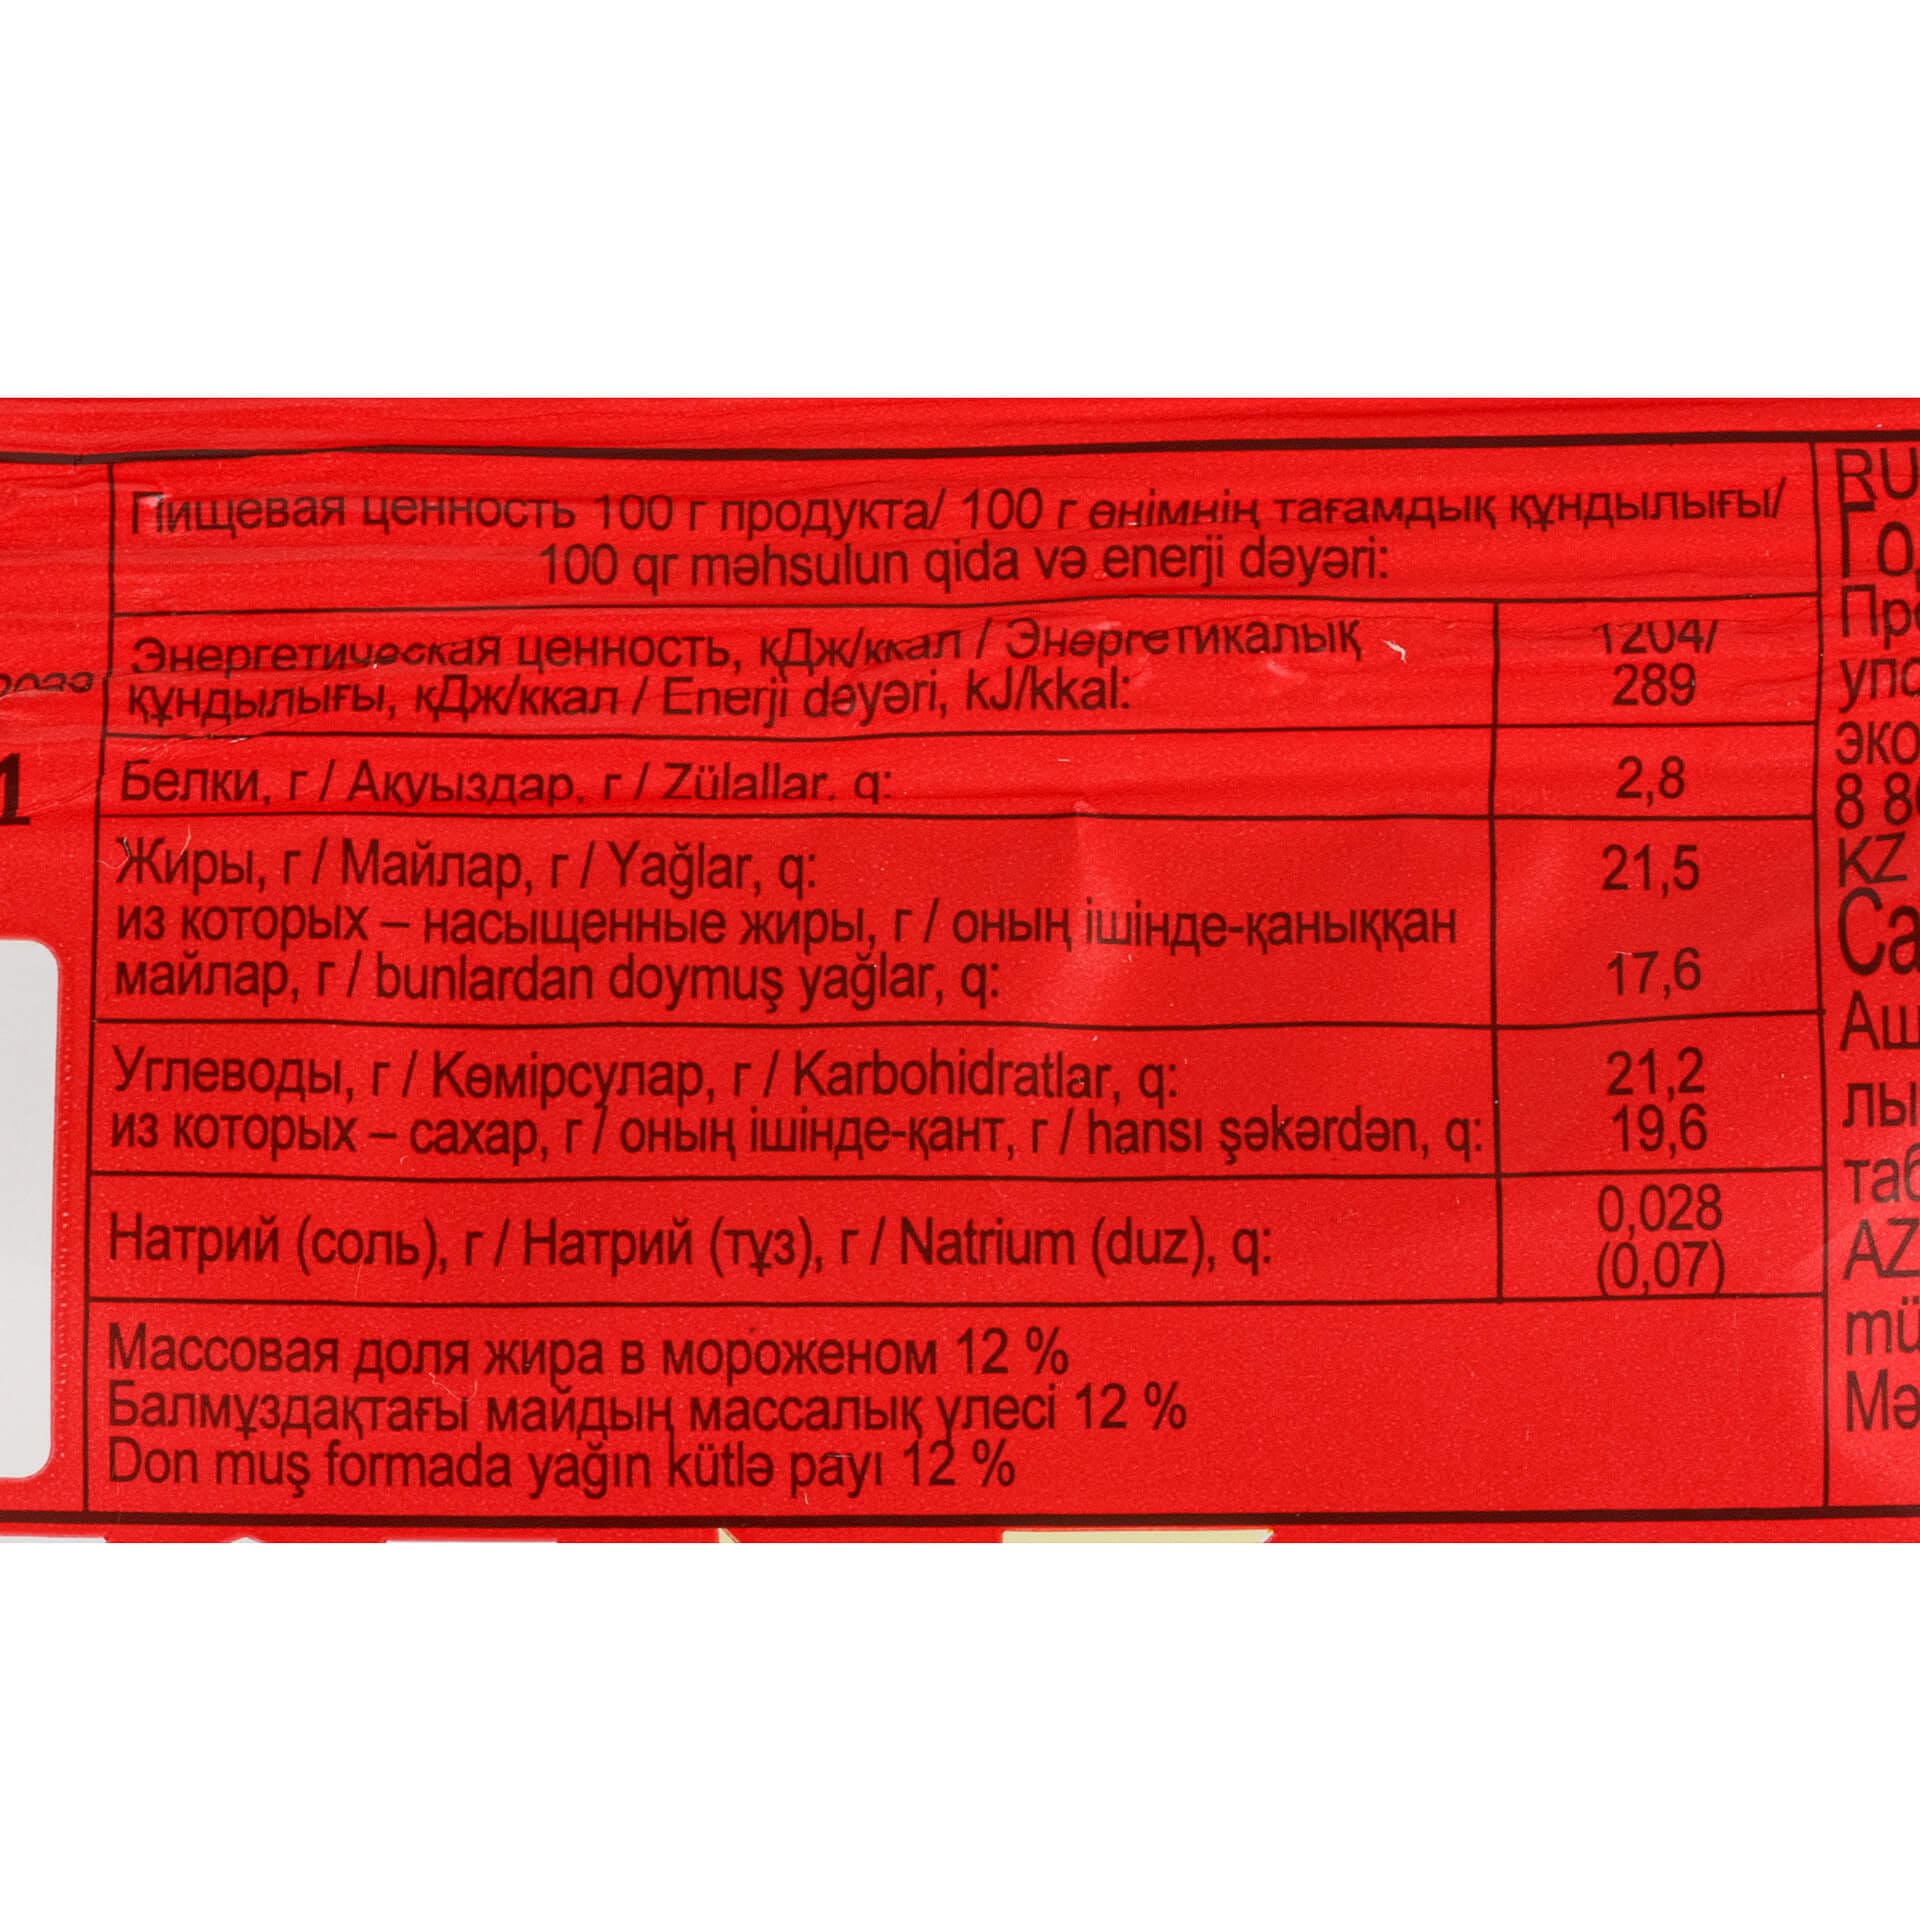 Пищевая ценность 100 г продукта/ 100 г өнімнің тағамдық құндылығы/
100 qr məhsulun qida və enerji dəyəri:
Энергетическая ценность, кДж/ккал / Энергетикалық
құндылығы, кДж/ккал / Enerji dəyəri, kJ/kkal:
1204/
289
Белки, г / Ақуыздар, г / Zülallar, q:
2,8
Жиры, г / Майлар, г / Yağlar, q:
21,5
из которых – насыщенные жиры, г / оның ішінде-қаныққан
майлар, г / bunlardan doymuş yağlar, q:
17,6
Углеводы, г / Көмірсулар, г / Karbohidratlar, q:
21,2
из которых – сахар, г / оның ішінде-қант, г / hansı şəkərdən, q:
19,6
Натрий (соль), г / Натрий (тұз), г / Natrium (duz), q:
0,028
(0,07)
Массовая доля жира в мороженом 12 %
Балмұздақтағы майдың массалық үлесі 12 %
Don muş formada yağın kütlə payı 12 %
1
RU
KZ
AZ